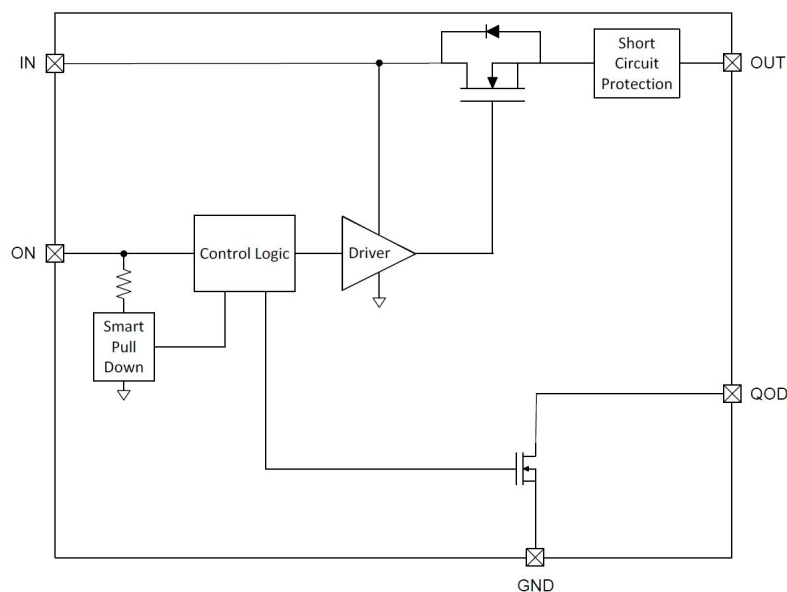 IN
Short
Circuit
Protection
OUT
ON
Control Logic
Driver
Smart
Pull
Down
QOD
GND